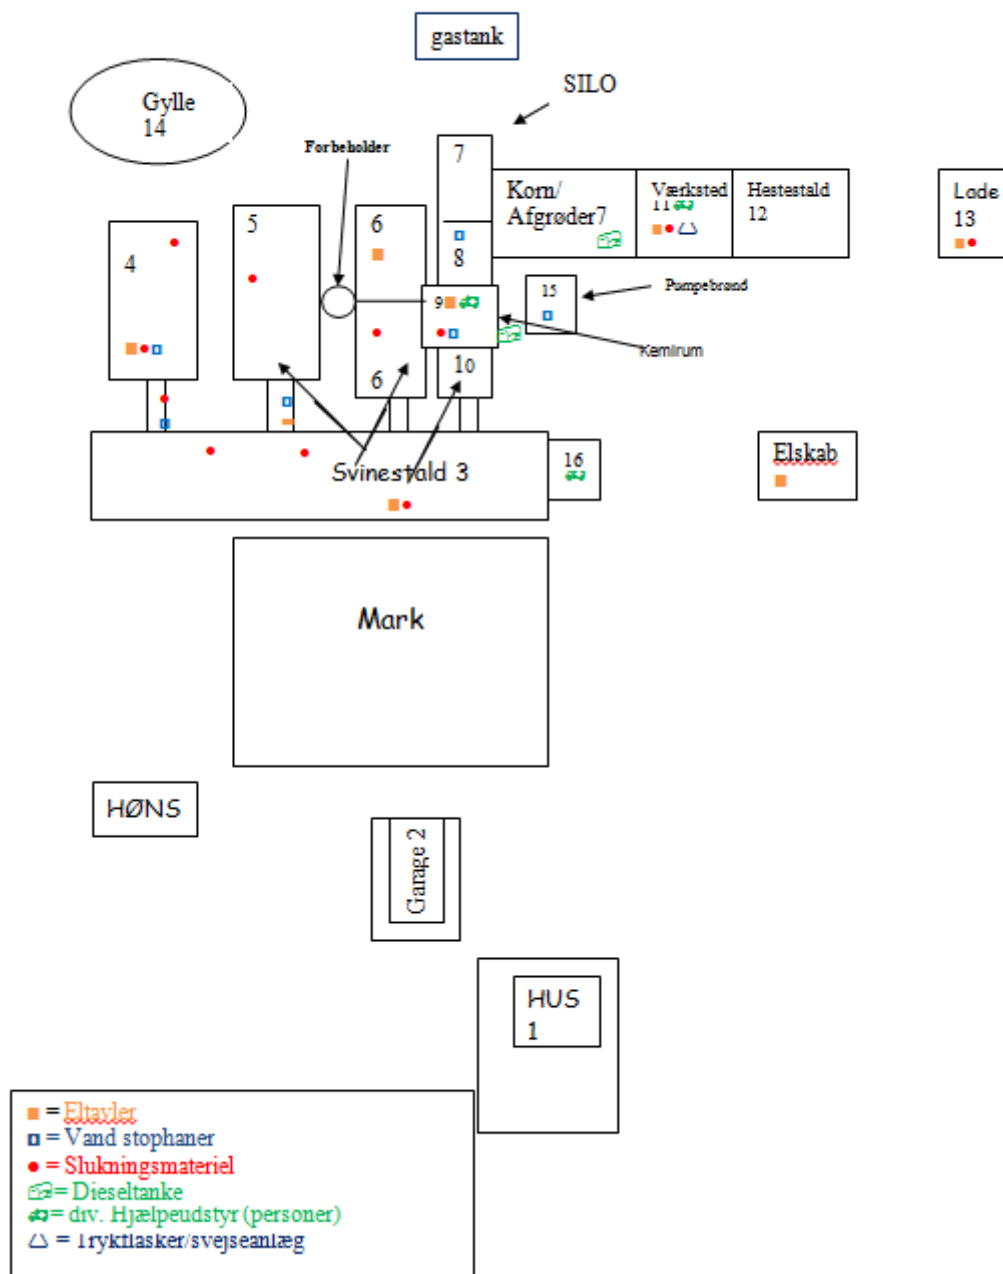 gastank
SILO
Gylle
14
Forbeholder
7
Korn/
Afgrøder7
Værksted
11
Hestestald
12
Lade
13
4
5
6
8
9
15
Pumpebrønd
Kemirum
6
10
Svinestald 3
16
Elskab
Mark
HØNS
Garage 2
HUS
1
= Eltavler
= Vand stophaner
= Slukningsmateriel
= Dieseltanke
= div. Hjælpeudstyr (personer)
= Trykflasker/svejseanlæg